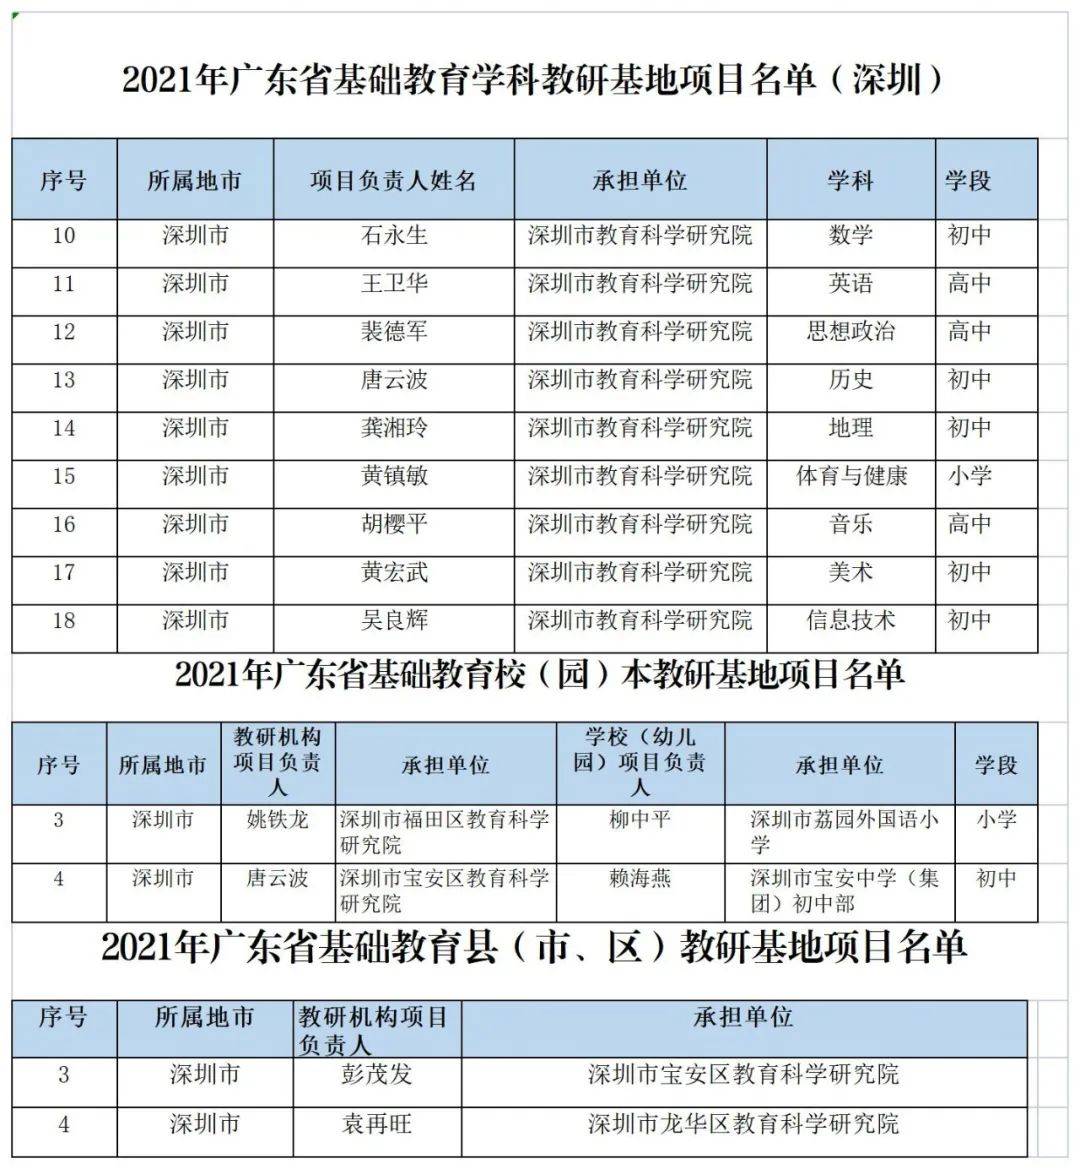 2021年广东省基础教育学科教研基地项目名单（深圳）
序号 所属地市 项目负责人姓名 承担单位 学科 学段
10 深圳市 石永生 深圳市教育科学研究院 数学 初中
11 深圳市 王卫华 深圳市教育科学研究院 英语 高中
12 深圳市 裴德军 深圳市教育科学研究院 思想政治 高中
13 深圳市 唐云波 深圳市教育科学研究院 历史 初中
14 深圳市 龚湘玲 深圳市教育科学研究院 地理 初中
15 深圳市 黄镇敏 深圳市教育科学研究院 体育与健康 小学
16 深圳市 胡樱平 深圳市教育科学研究院 音乐 高中
17 深圳市 黄宏武 深圳市教育科学研究院 美术 初中
18 深圳市 吴良辉 深圳市教育科学研究院 信息技术 初中
2021年广东省基础教育校（园）本教研基地项目名单
序号 所属地市 教研机构项目负责人 承担单位 学校（幼儿园）项目负责人 承担单位 学段
3 深圳市 姚铁龙 深圳市福田区教育科学研究院 柳中平 深圳市荔园外国语小学 小学
4 深圳市 唐云波 深圳市宝安区教育科学研究院 赖海燕 深圳市宝安中学（集团）初中部 初中
2021年广东省基础教育县（市、区）教研基地项目名单
序号 所属地市 教研机构项目负责人 承担单位
3 深圳市 彭茂发 深圳市宝安区教育科学研究院
4 深圳市 袁再旺 深圳市龙华区教育科学研究院